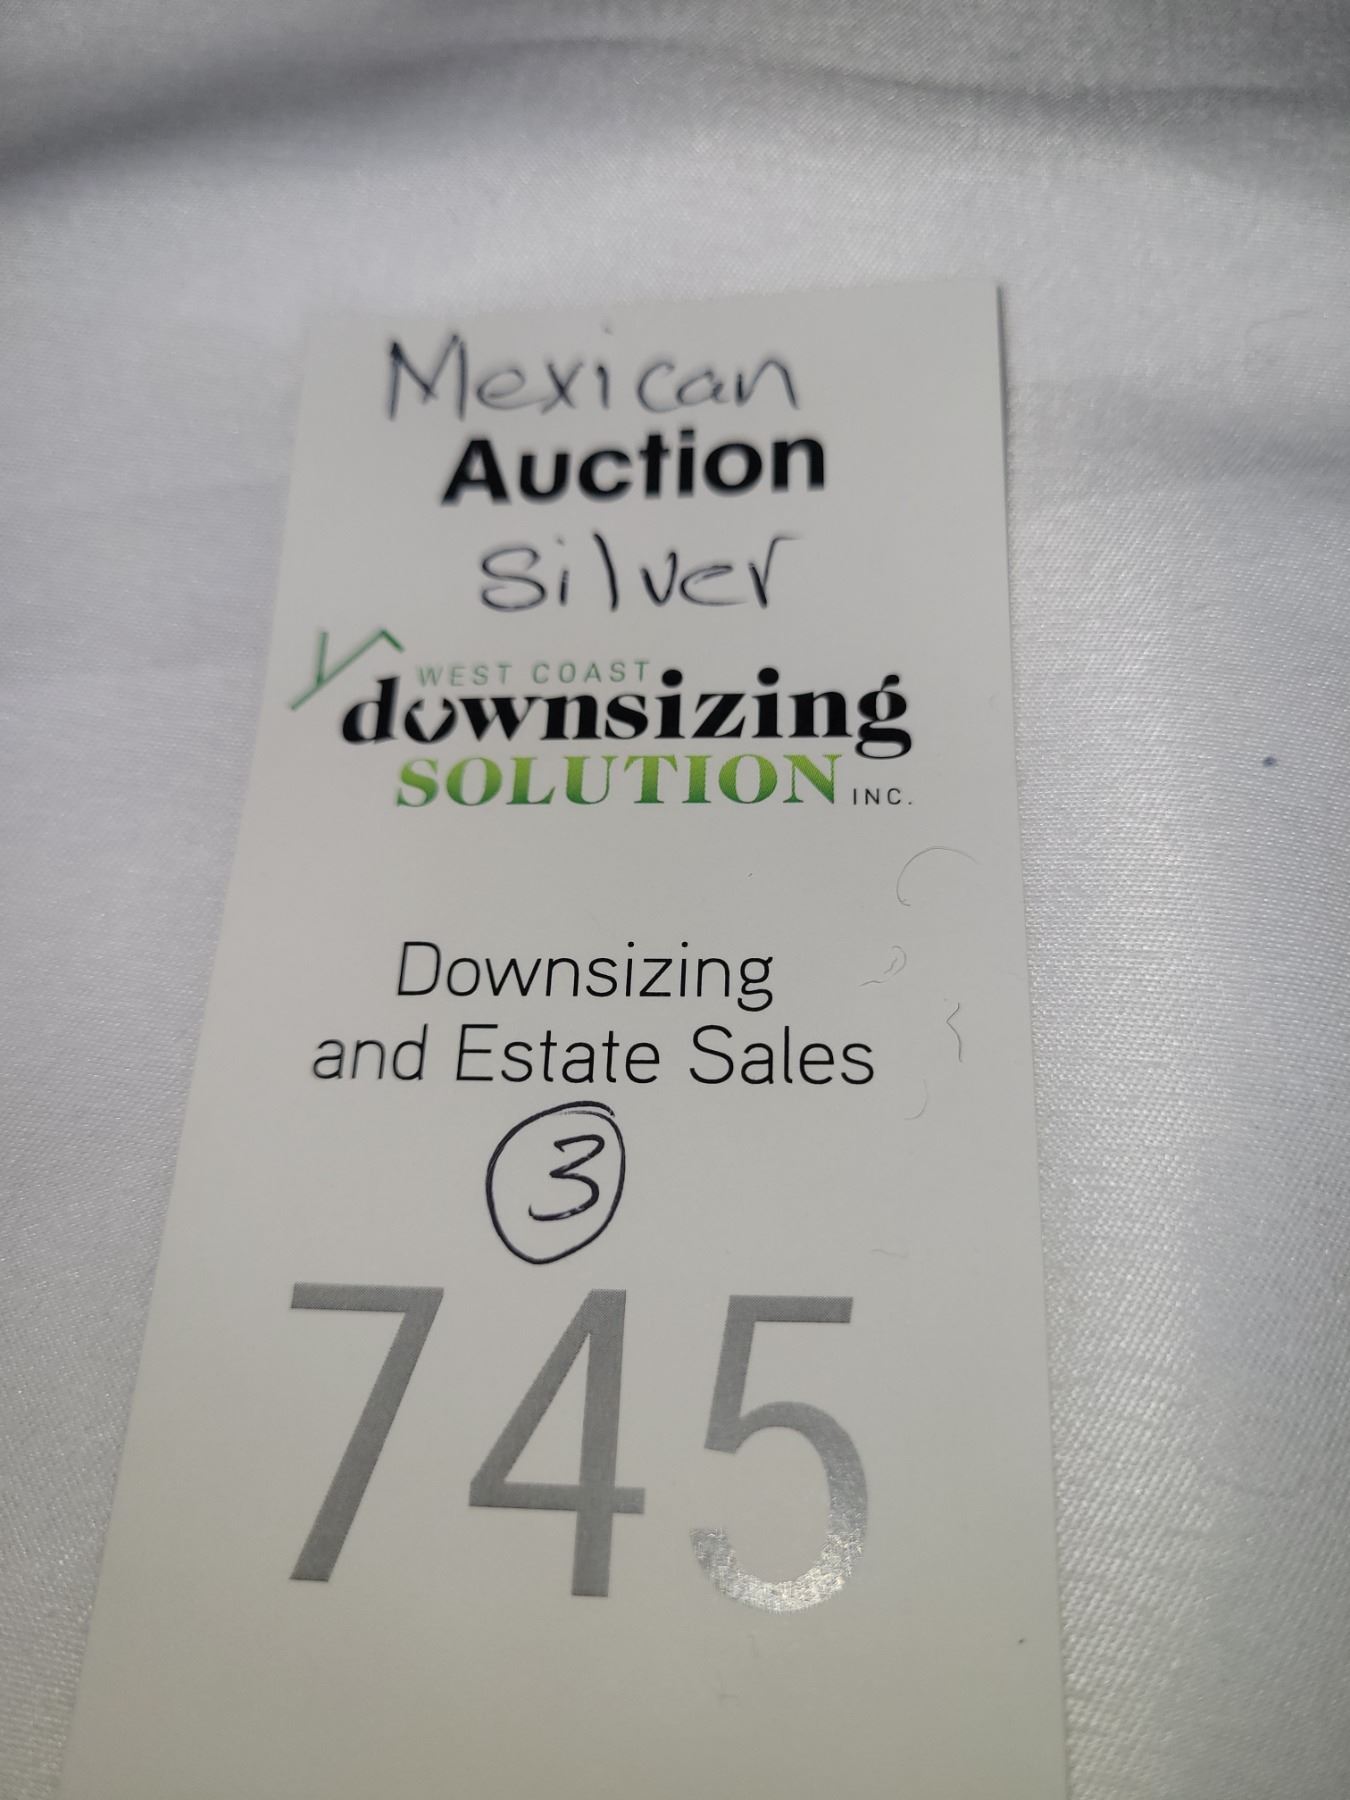 Mexican
Auction
Silver
WEST COAST
downsizing
SOLUTION INC.
Downsizing
and Estate Sales
3
745